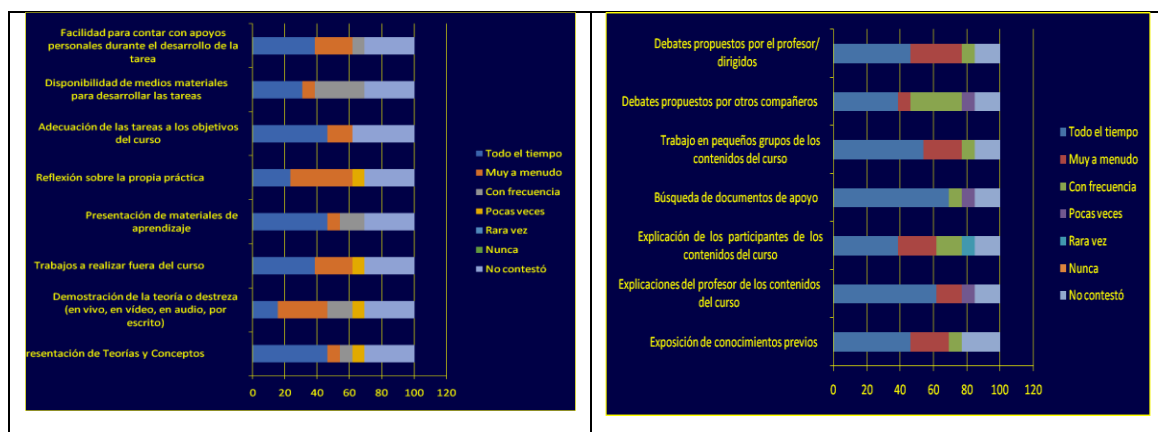 Facilidad para contar con apoyos
personales durante el desarrollo de la
tarea
Disponibilidad de medios materiales
para desarrollar las tareas
Adecuación de las tareas a los objetivos
del curso
Reflexión sobre la propia práctica
Presentación de materiales de
aprendizaje
Trabajos a realizar fuera del curso
Demostración de la teoría o destreza
(en vivo, en vídeo, en audio, por
escrito)
resentación de Teorías y Conceptos
0 20 40 60 80 100 120
Todo el tiempo
Muy a menudo
Con frecuencia
Pocas veces
Rara vez
Nunca
No contestó
Debates propuestos por el profesor/
dirigidos
Debates propuestos por otros compañeros
Trabajo en pequeños grupos de los
contenidos del curso
Búsqueda de documentos de apoyo
Explicación de los participantes de los
contenidos del curso
Explicaciones del profesor de los contenidos
del curso
Exposición de conocimientos previos
0 20 40 60 80 100 120
Todo el tiempo
Muy a menudo
Con frecuencia
Pocas veces
Rara vez
Nunca
No contestó